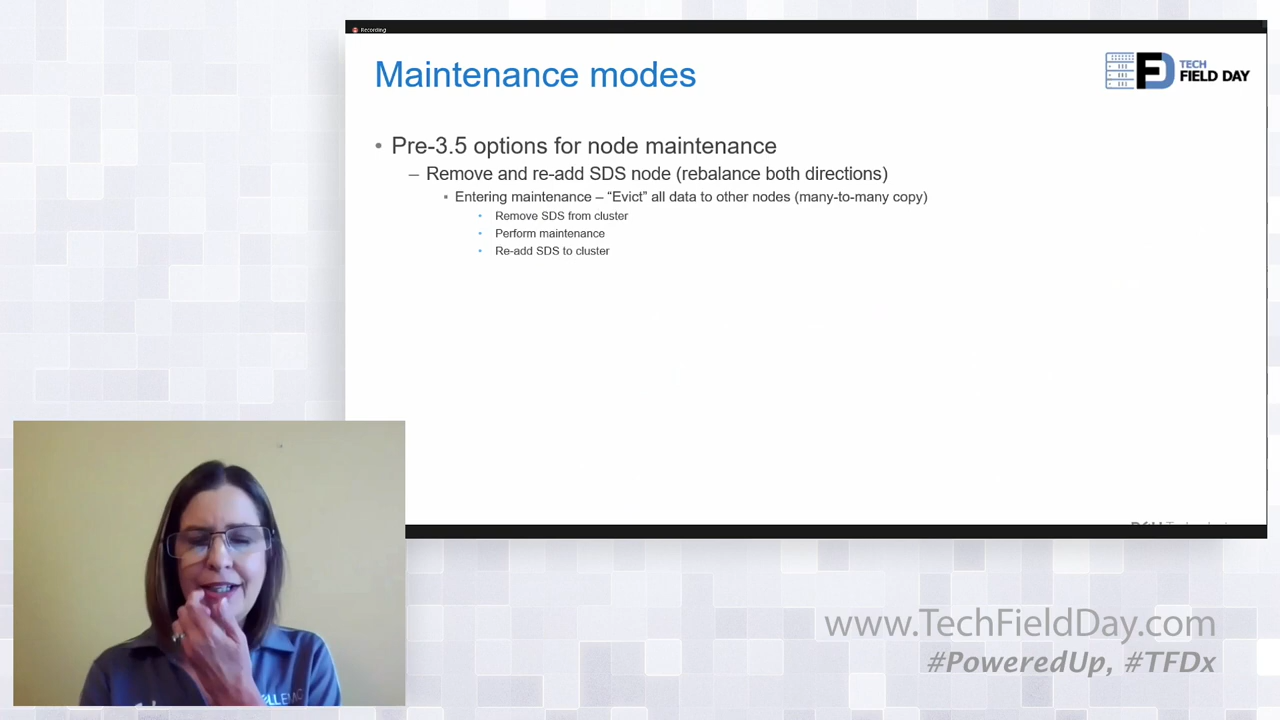 Recording
Maintenance modes
TECH
FIELD DAY
• Pre-3.5 options for node maintenance
– Remove and re-add SDS node (rebalance both directions)
▪ Entering maintenance – “Evict” all data to other nodes (many-to-many copy)
• Remove SDS from cluster
• Perform maintenance
• Re-add SDS to cluster
www.TechFieldDay.com
#PoweredUp, #TFDx